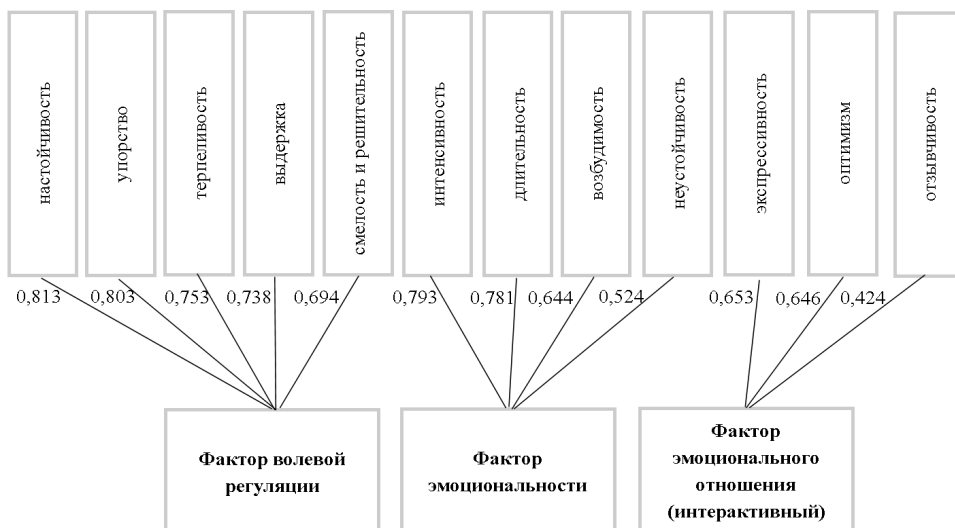 настойчивость
упорство
терпеливость
выдержка
смелость и решительность
интенсивность
длительность
возбудимость
неустойчивость
экспрессивность
оптимизм
отзывчивость
0,813 0,803 0,753 0,738 0,694 0,793 0,781 0,644 0,524 0,653 0,646 0,424
Фактор волевой
регуляции
Фактор
эмоциональности
Фактор
эмоционального
отношения
(интерактивный)